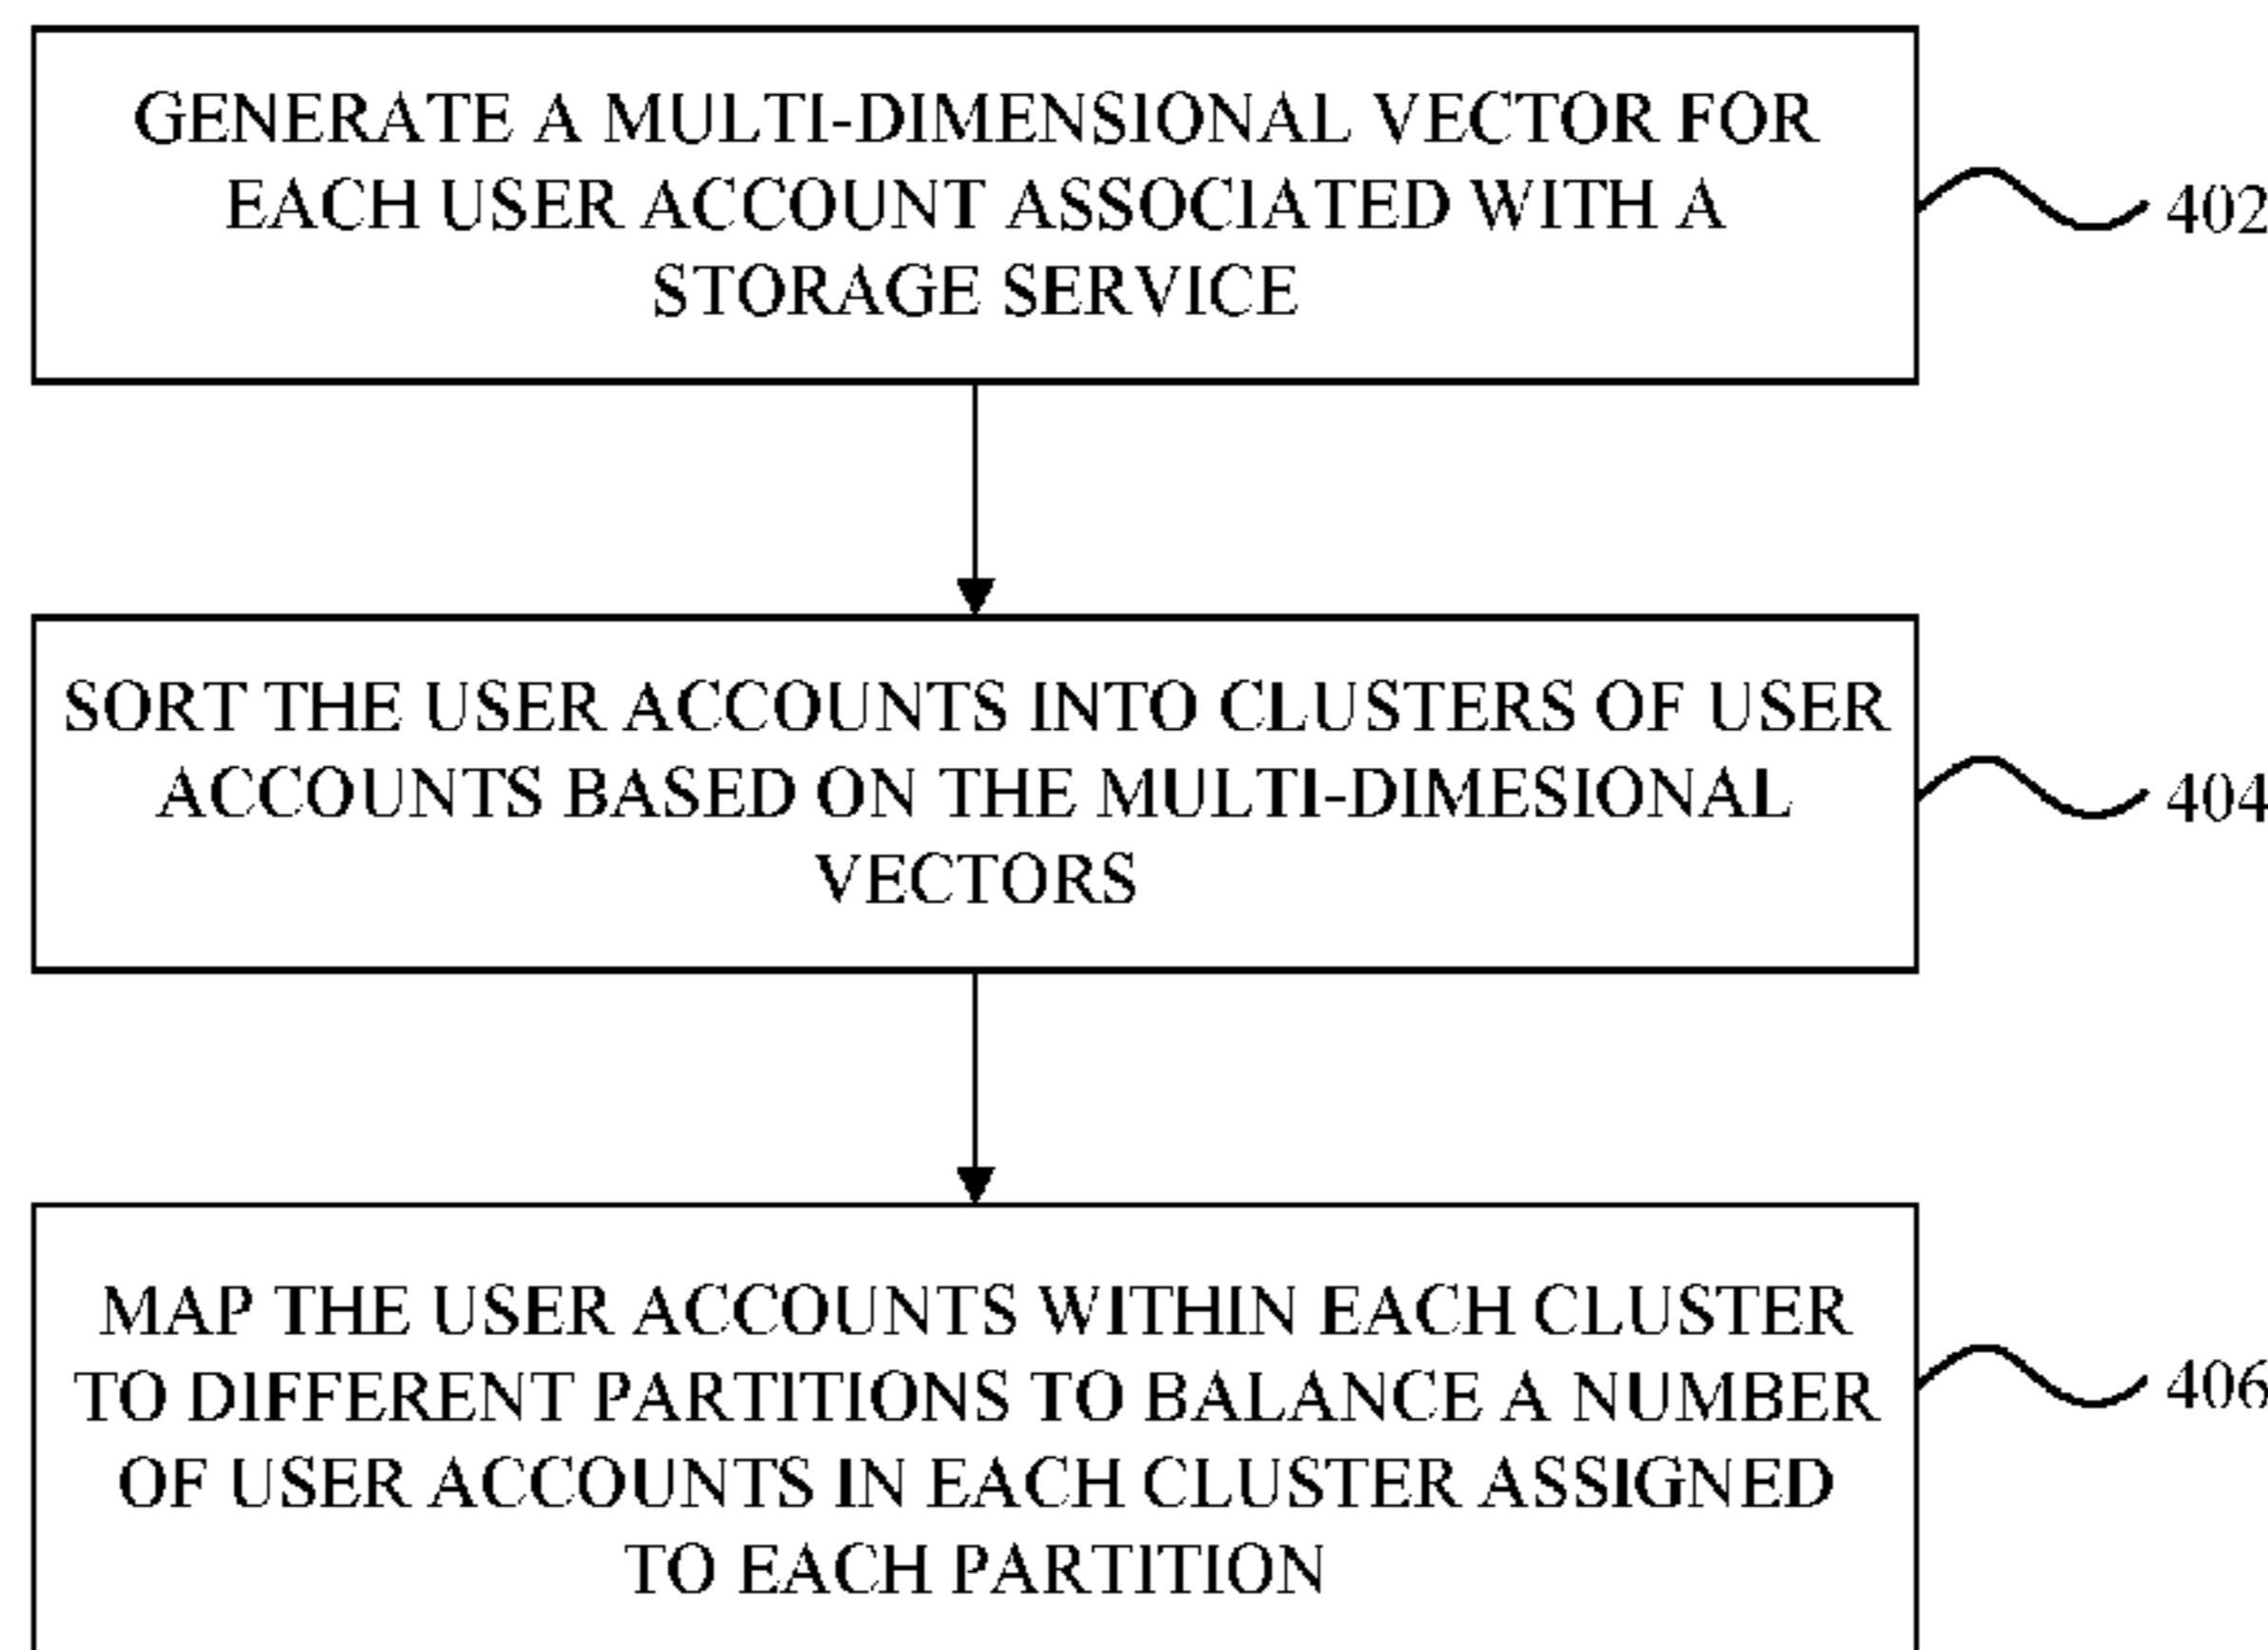 GENERATE A MULTI-DIMENSIONAL VECTOR FOR
EACH USER ACCOUNT ASSOCIATED WITH A
STORAGE SERVICE
402
SORT THE USER ACCOUNTS INTO CLUSTERS OF USER
ACCOUNTS BASED ON THE MULTI-DIMESIONAL
VECTORS
404
MAP THE USER ACCOUNTS WITHIN EACH CLUSTER
TO DIFFERENT PARTITIONS TO BALANCE A NUMBER
OF USER ACCOUNTS IN EACH CLUSTER ASSIGNED
TO EACH PARTITION
406